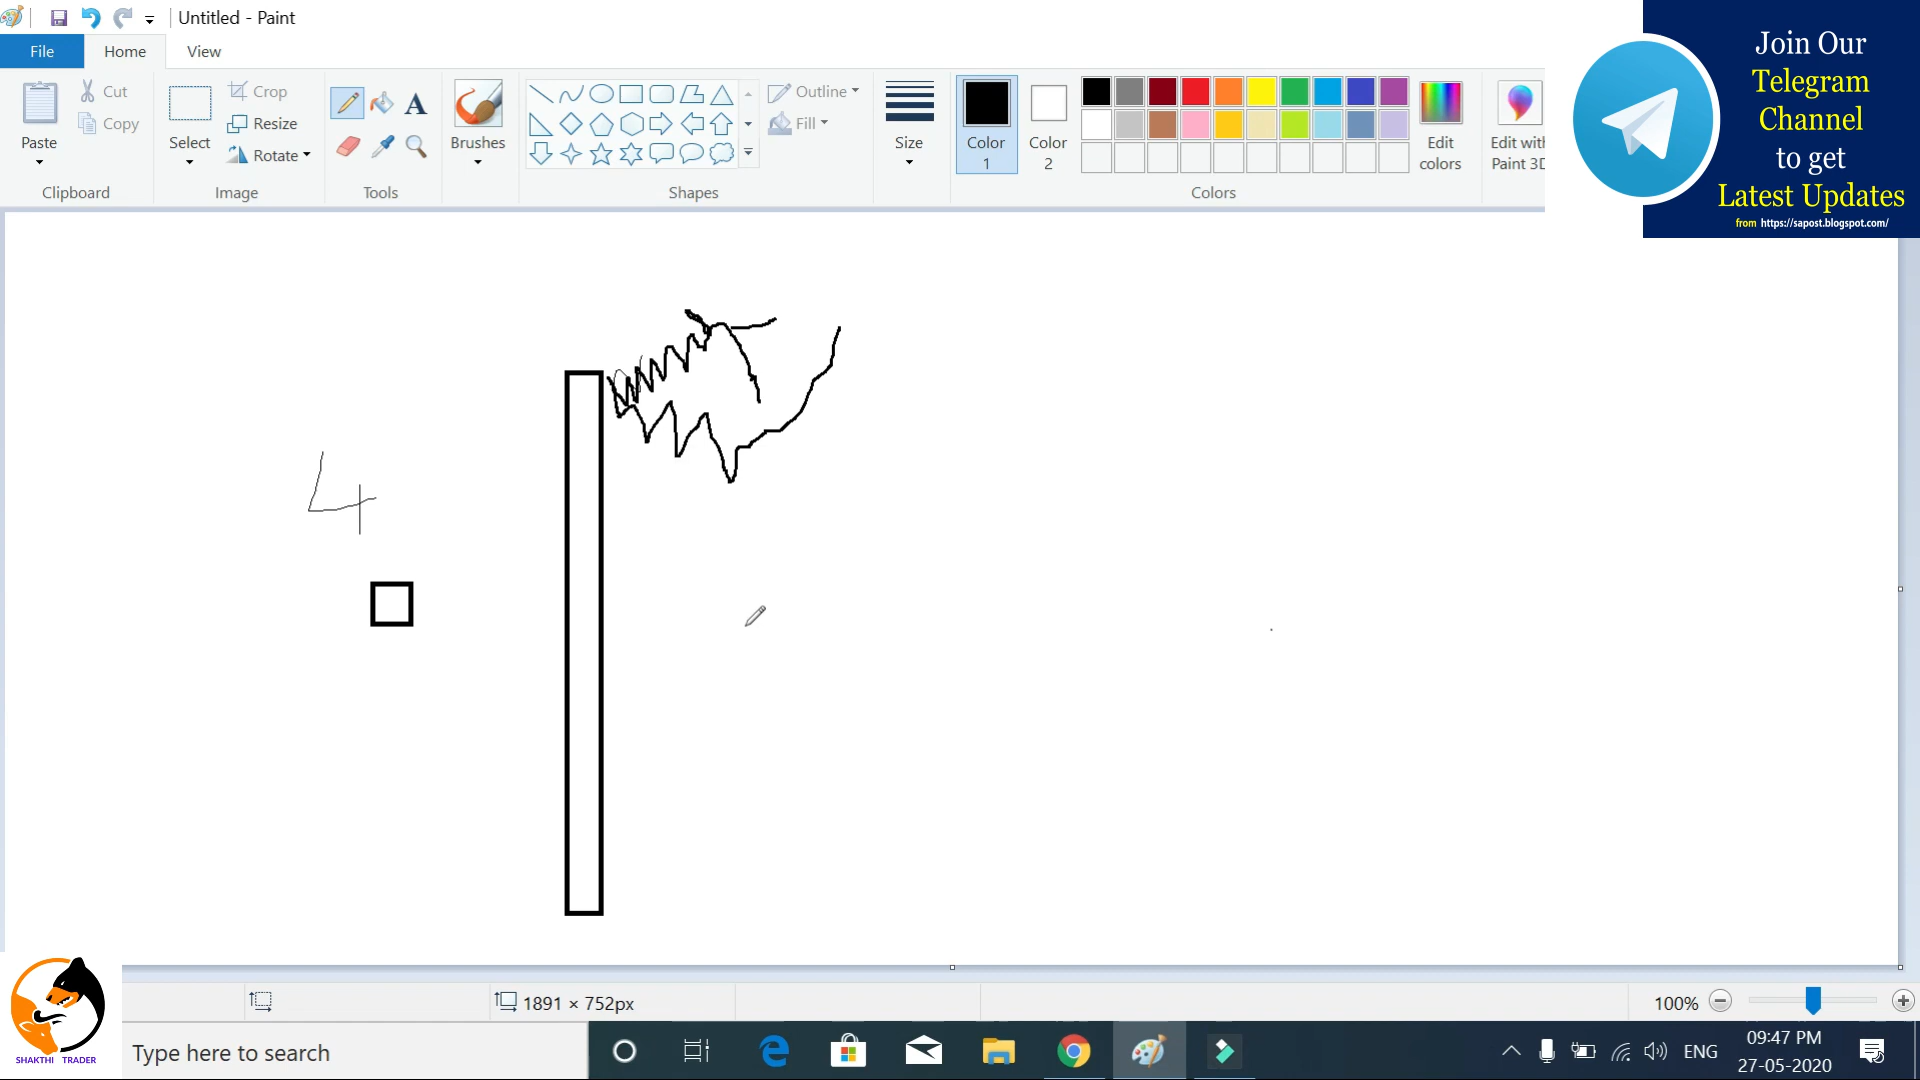 Untitled - Paint
File
Home
View
Paste
Cut
Copy
Clipboard
Select
Crop
Resize
Rotate
Image
A
Tools
Brushes
Shapes
Outline
Fill
Size
Color
1
Color
2
Colors
Edit
colors
Edit with
Paint 3D
Join Our
Telegram
Channel
to get
Latest Updates
from https://sapost.blogspot.com/
4
1891 × 752px
100%
SHAKTHI TRADER
Type here to search
ENG
09:47 PM
27-05-2020